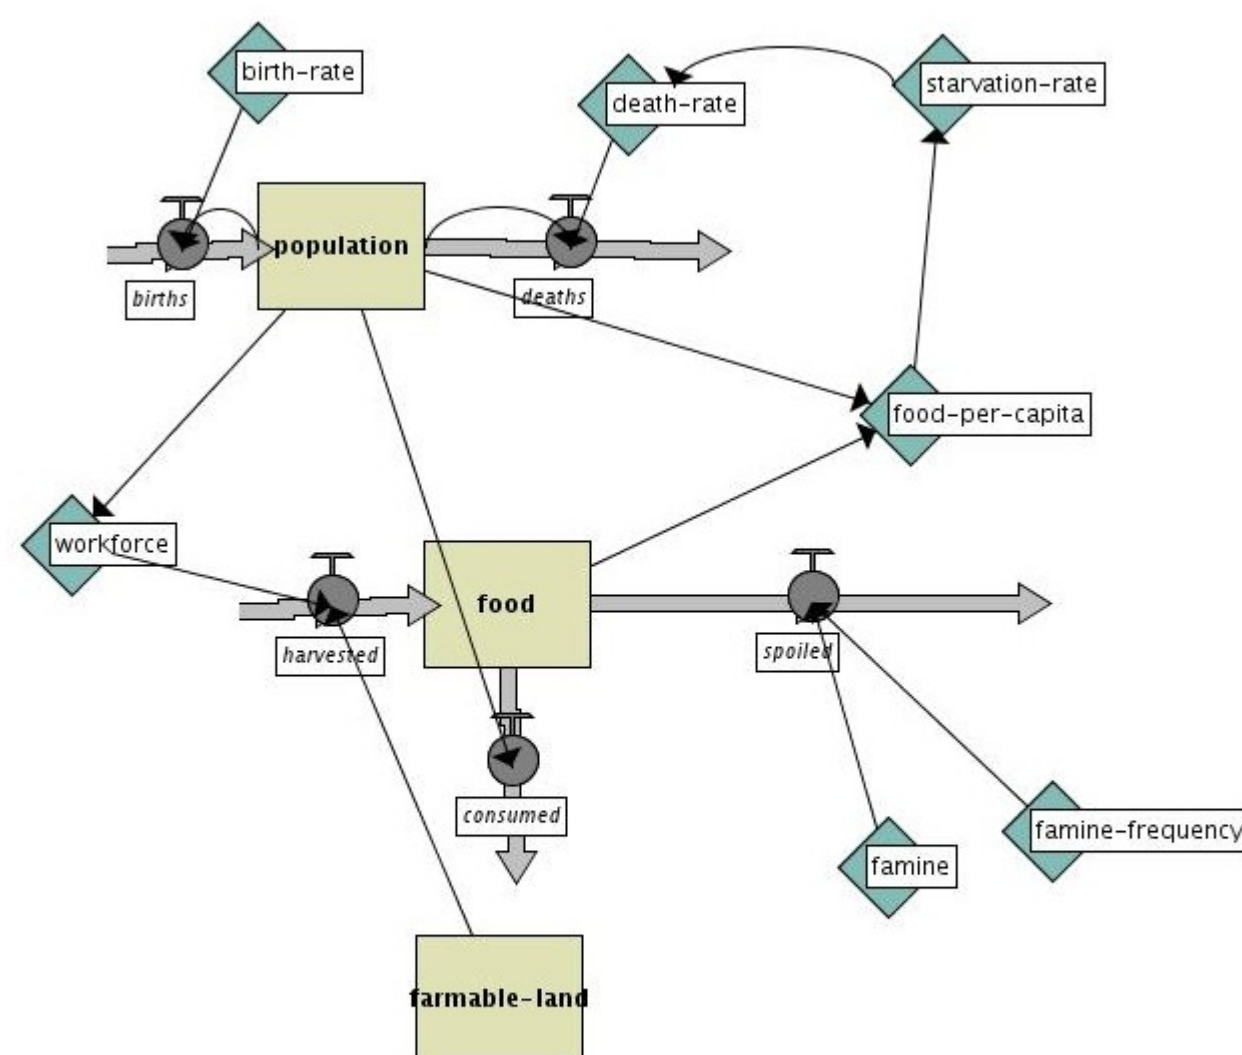 birth-rate
death-rate
starvation-rate
population
births
deaths
food-per-capita
workforce
food
harvested
spoiled
consumed
famine-frequency
famine
farmable-land